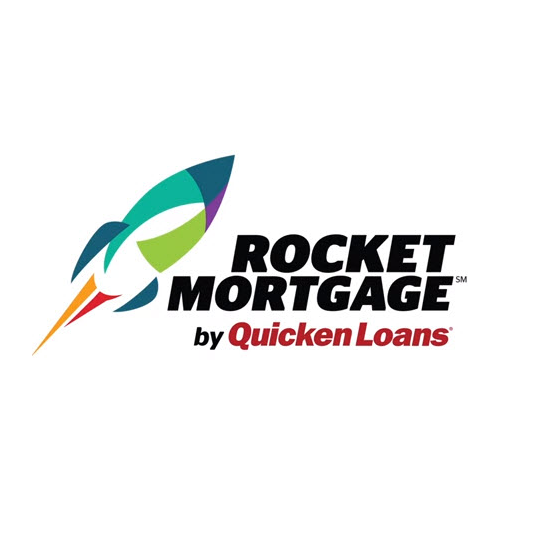 ROCKET
MORTGAGE℠
by Quicken Loans®